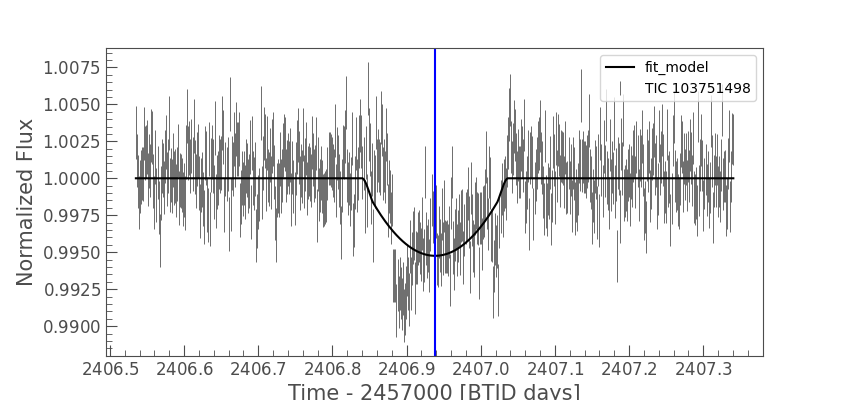 fit_model
TIC 103751498
1.0075
1.0050
1.0025
1.0000
0.9975
0.9950
0.9925
0.9900
Normalized Flux
2406.5 2406.6 2406.7 2406.8 2406.9 2407.0 2407.1 2407.2 2407.3
Time - 2457000 [BTJD days]